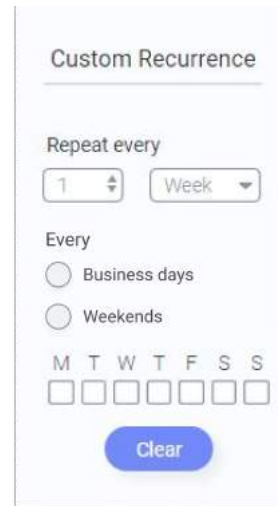 Custom Recurrence
Repeat every
1 Week
Every
Business days
Weekends
M T W T F S S
Clear